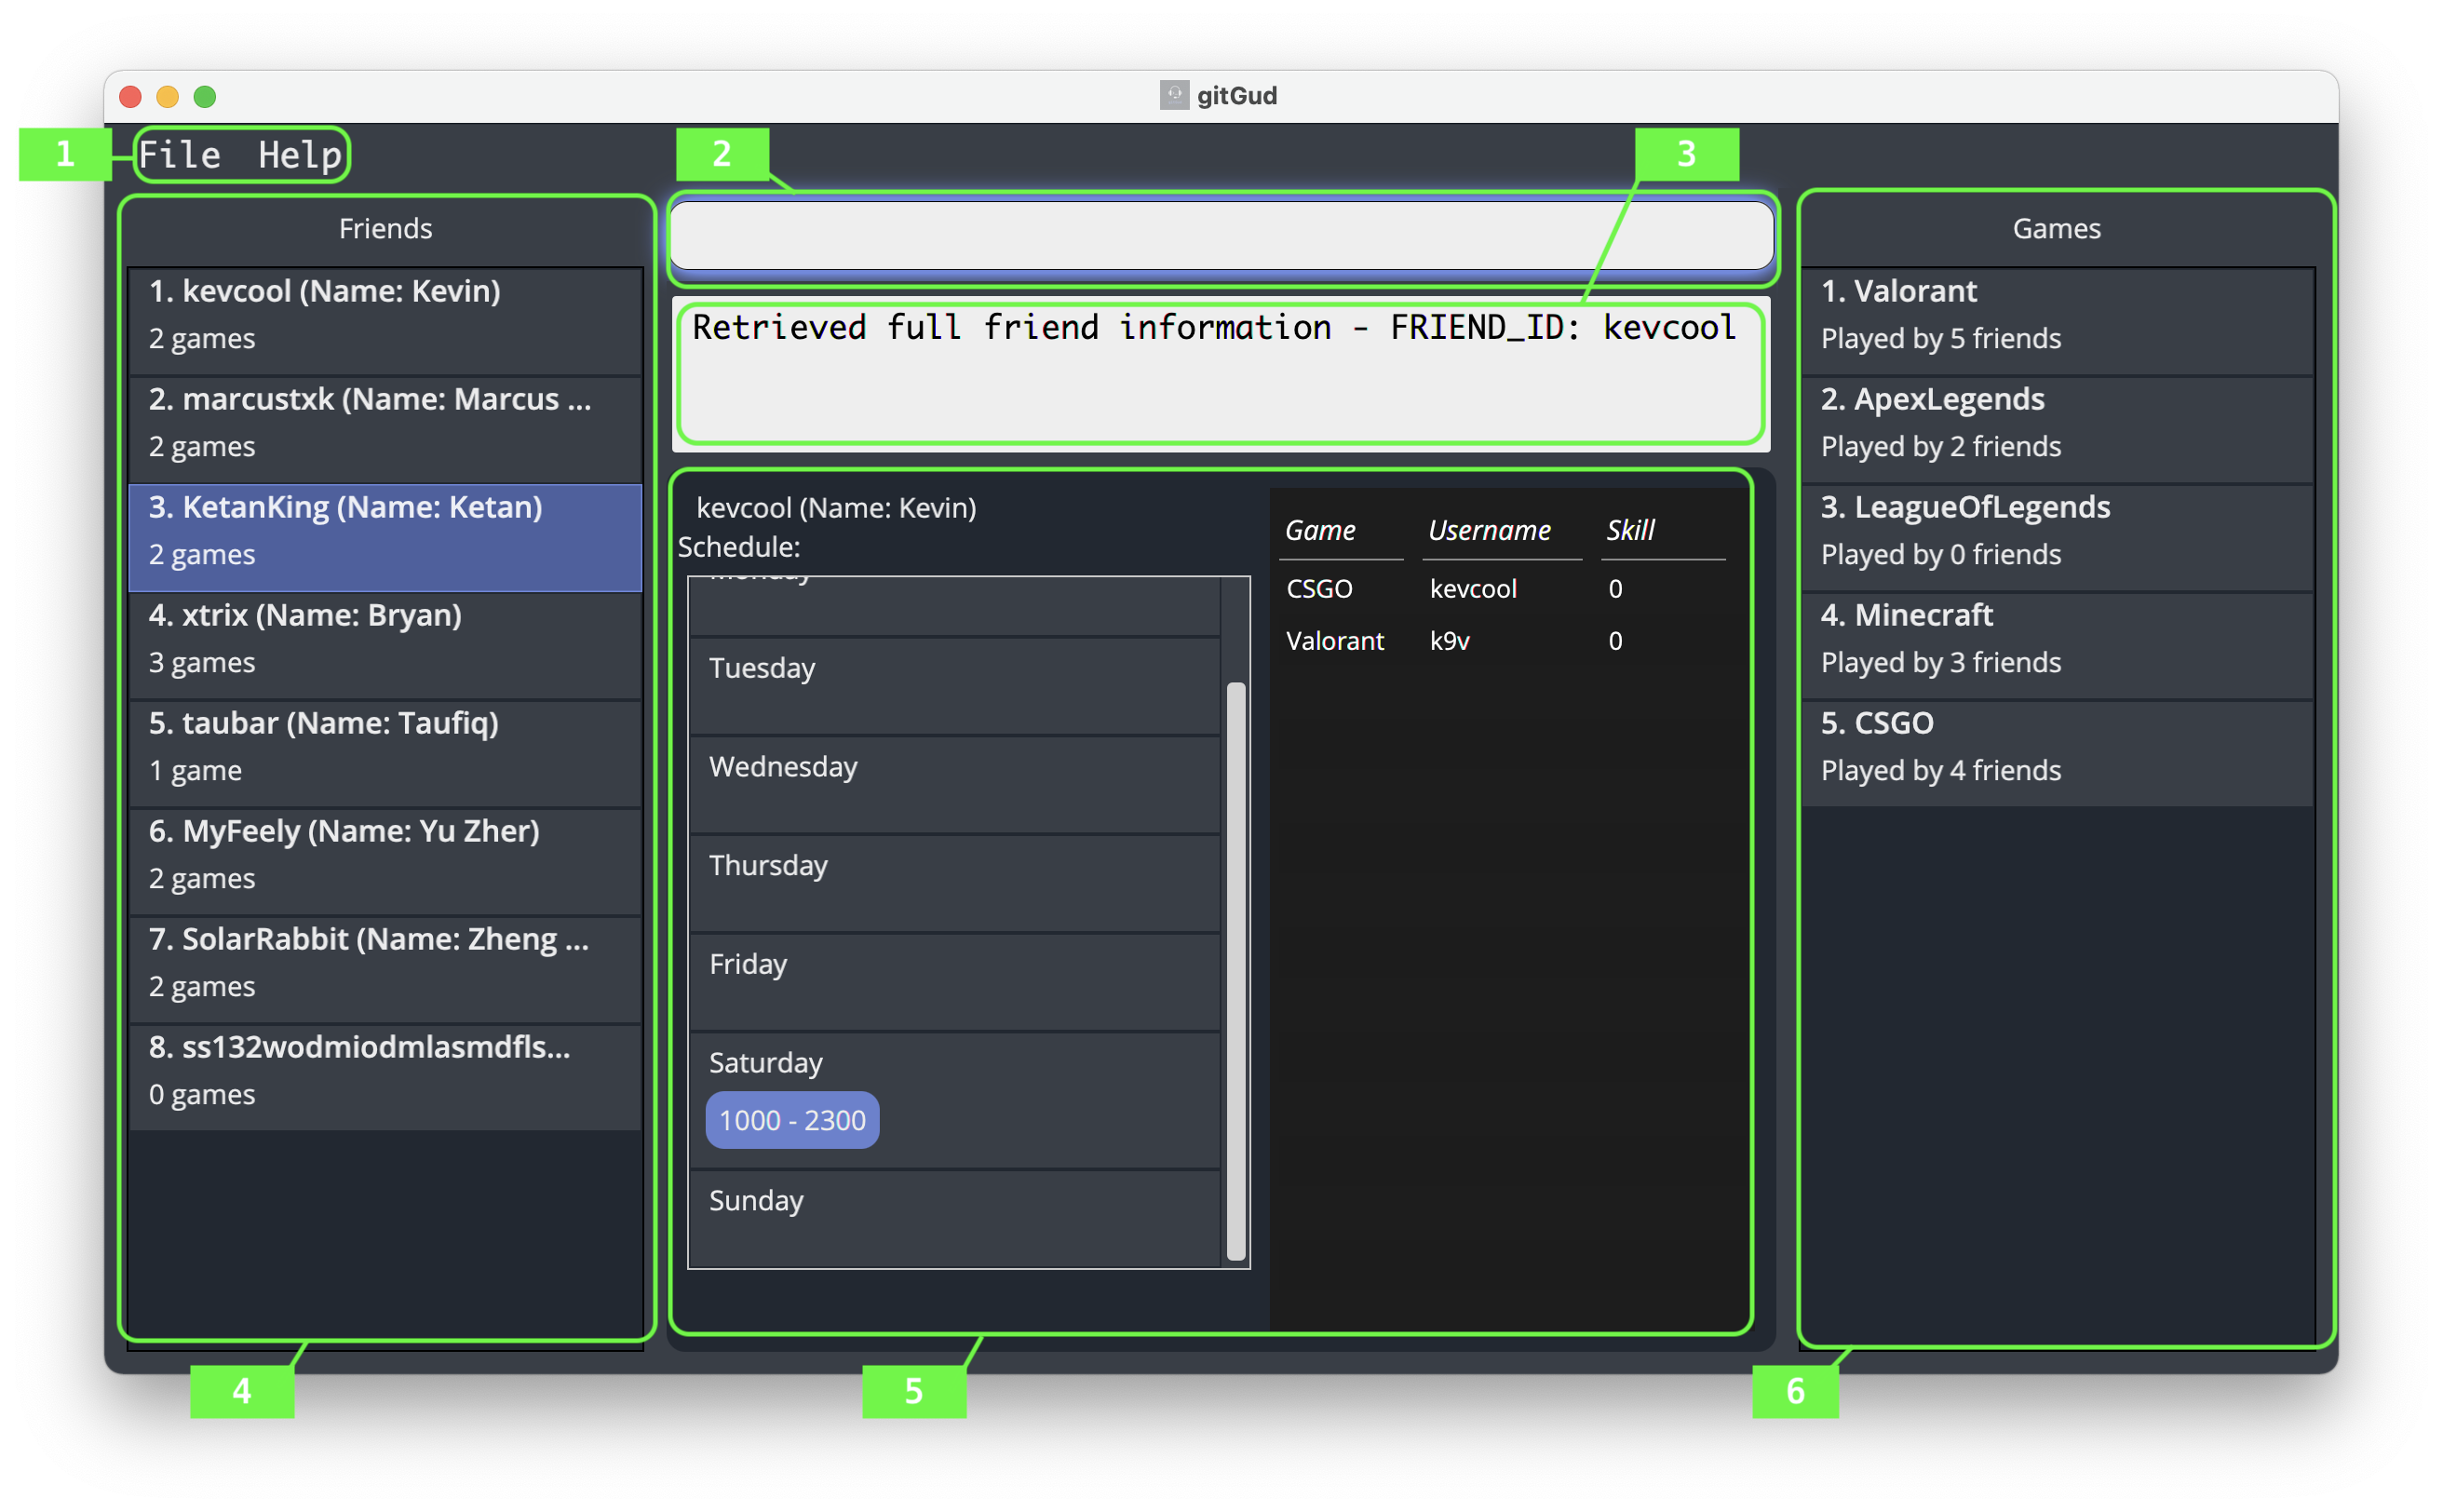 gitGud
1
File Help
2
3
Friends
1. kevcool (Name: Kevin)
2 games
2. marcustxk (Name: Marcus ...
2 games
3. KetanKing (Name: Ketan)
2 games
4. xtrix (Name: Bryan)
3 games
5. taubar (Name: Taufiq)
1 game
6. MyFeely (Name: Yu Zher)
2 games
7. SolarRabbit (Name: Zheng ...
2 games
8. ss132wodmiodmlasmdfls...
0 games
Retrieved full friend information - FRIEND_ID: kevcool
kevcool (Name: Kevin)
Schedule:
Monday
Tuesday
Wednesday
Thursday
Friday
Saturday
1000 - 2300
Sunday
Game Username Skill
CSGO kevcool 0
Valorant k9v 0
Games
1. Valorant
Played by 5 friends
2. ApexLegends
Played by 2 friends
3. LeagueOfLegends
Played by 0 friends
4. Minecraft
Played by 3 friends
5. CSGO
Played by 4 friends
4
5
6